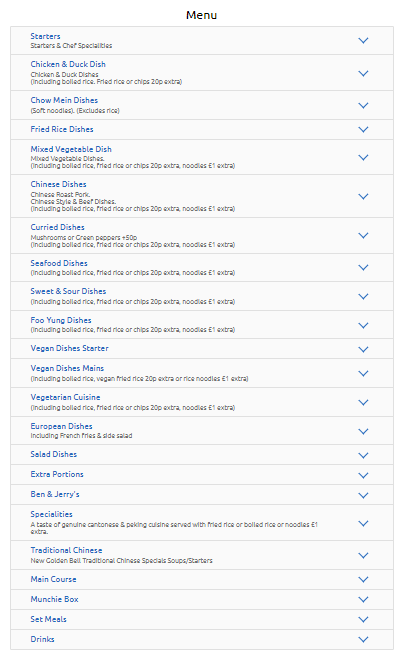 Menu
Starters
Starters & Chef Specialities
Chicken & Duck Dish
Chicken & Duck Dishes
(Including boiled rice. Fried rice or chips 20p extra)
Chow Mein Dishes
(Soft noodles). (Excludes rice)
Fried Rice Dishes
Mixed Vegetable Dish
Mixed Vegetable Dishes.
(Including boiled rice, fried rice or chips 20p extra, noodles £1 extra)
Chinese Dishes
Chinese Roast Pork.
Chinese Style & Beef Dishes.
(Including boiled rice, fried rice or chips 20p extra, noodles £1 extra)
Curried Dishes
Mushrooms or Green peppers +50p
(Including boiled rice, fried rice or chips 20p extra, noodles £1 extra)
Seafood Dishes
(Including boiled rice, fried rice or chips 20p extra, noodles £1 extra)
Sweet & Sour Dishes
(Including boiled rice, fried rice or chips 20p extra, noodles £1 extra)
Foo Yung Dishes
(Including boiled rice, fried rice or chips 20p extra, noodles £1 extra)
Vegan Dishes Starter
Vegan Dishes Mains
(Including boiled rice, vegan fried rice 20p extra or rice noodles £1 extra)
Vegetarian Cuisine
(Including boiled rice, fried rice or chips 20p extra, noodles £1 extra)
European Dishes
Including French fries & side salad
Salad Dishes
Extra Portions
Ben & Jerry's
Specialities
A taste of genuine cantonese & peking cuisine served with fried rice or boiled rice or noodles £1
extra.
Traditional Chinese
New Golden Bell Traditional Chinese Specials Soups/Starters
Main Course
Munchie Box
Set Meals
Drinks